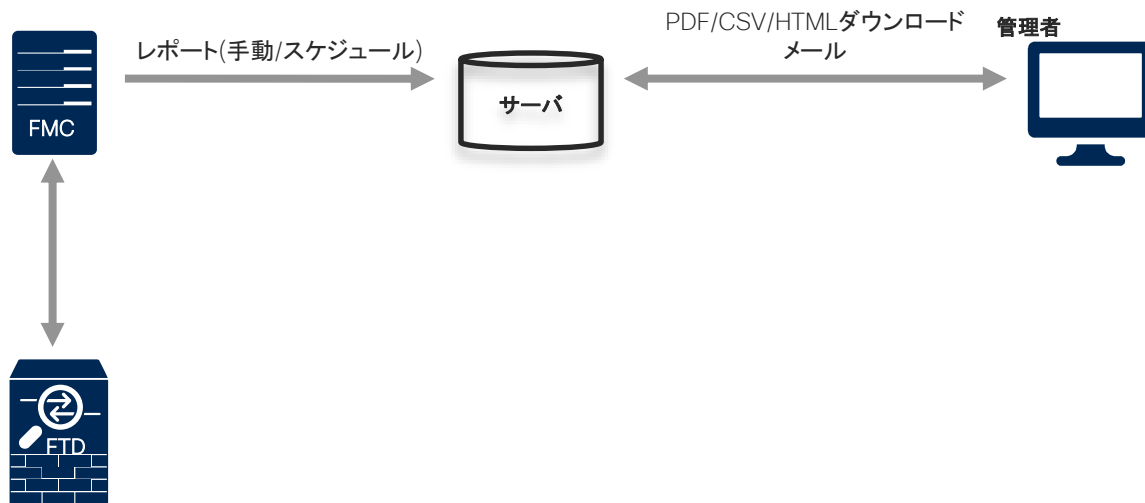 PDF/CSV/HTMLダウンロード
メール
管理者
レポート(手動/スケジュール)
サーバ
FMC
FTD